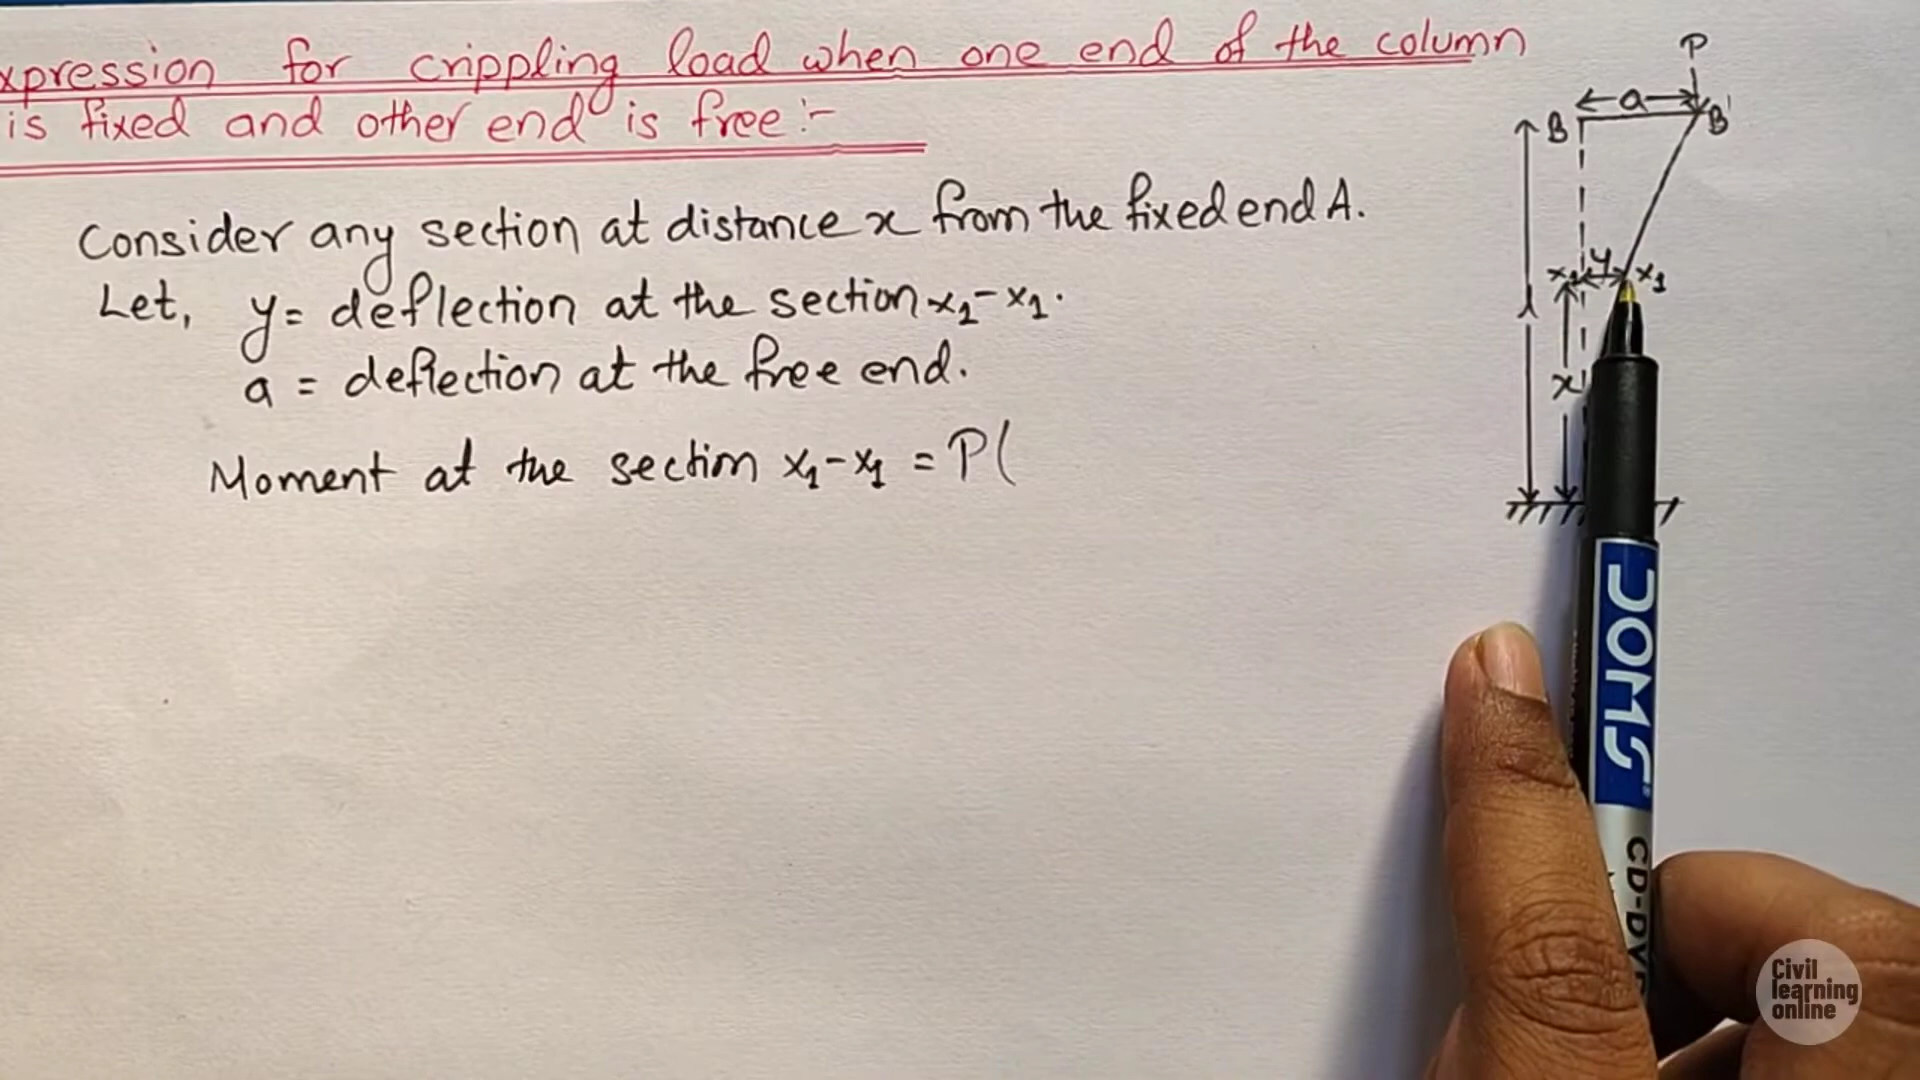 xpression for crippling load when one end of the column
is fixed and other end is free:-
Consider any section at distance x from the fixed end A.
Let, y = deflection at the section x1-x1.
a = deflection at the free end.
Moment at the section x1-x1 = P(
P
a
B B'
y x1
l
x
DOMS
CD-DV
Civil
learning
online